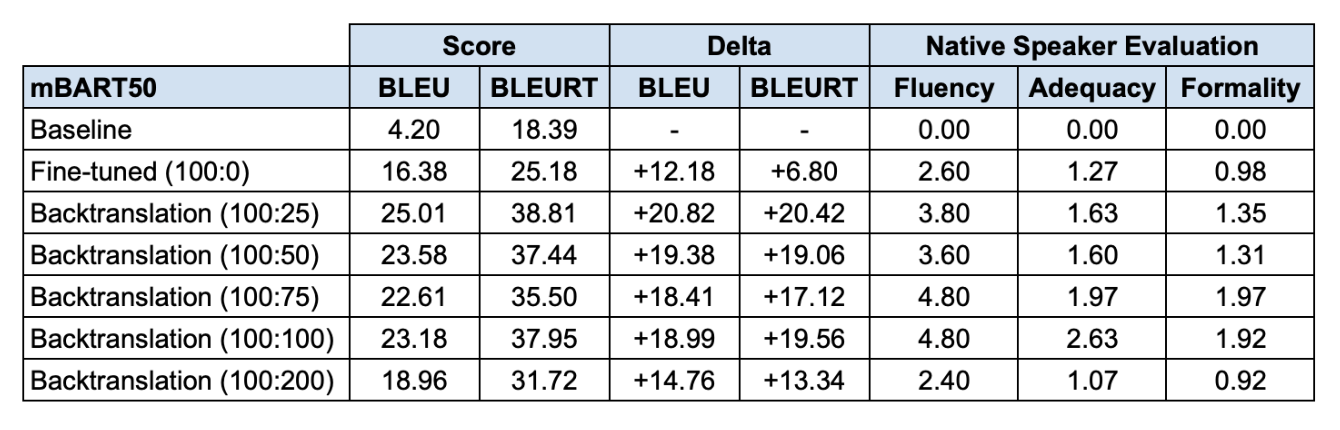 Score Delta Native Speaker Evaluation
mBART50 BLEU BLEURT BLEU BLEURT Fluency Adequacy Formality
Baseline 4.20 18.39 - - 0.00 0.00 0.00
Fine-tuned (100:0) 16.38 25.18 +12.18 +6.80 2.60 1.27 0.98
Backtranslation (100:25) 25.01 38.81 +20.82 +20.42 3.80 1.63 1.35
Backtranslation (100:50) 23.58 37.44 +19.38 +19.06 3.60 1.60 1.31
Backtranslation (100:75) 22.61 35.50 +18.41 +17.12 4.80 1.97 1.97
Backtranslation (100:100) 23.18 37.95 +18.99 +19.56 4.80 2.63 1.92
Backtranslation (100:200) 18.96 31.72 +14.76 +13.34 2.40 1.07 0.92